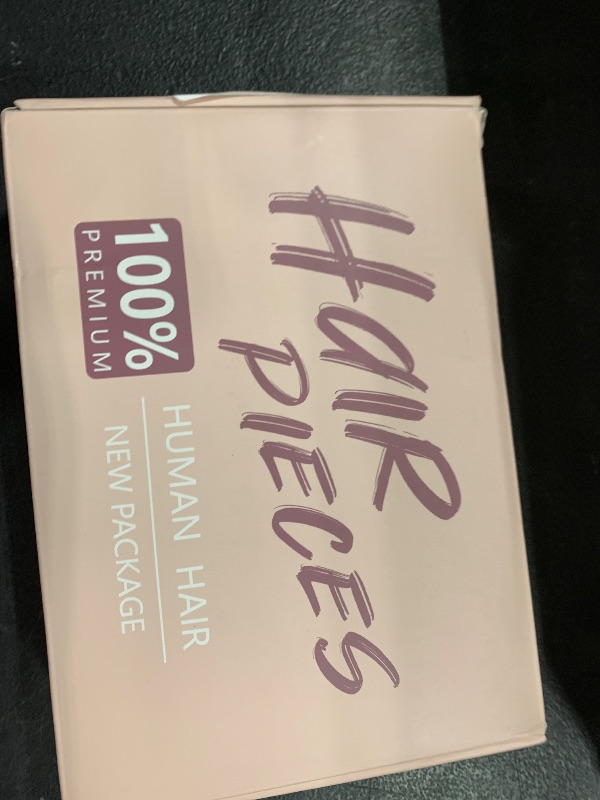 HAIR
PIECES
100%
PREMIUM
HUMAN HAIR
NEW PACKAGE